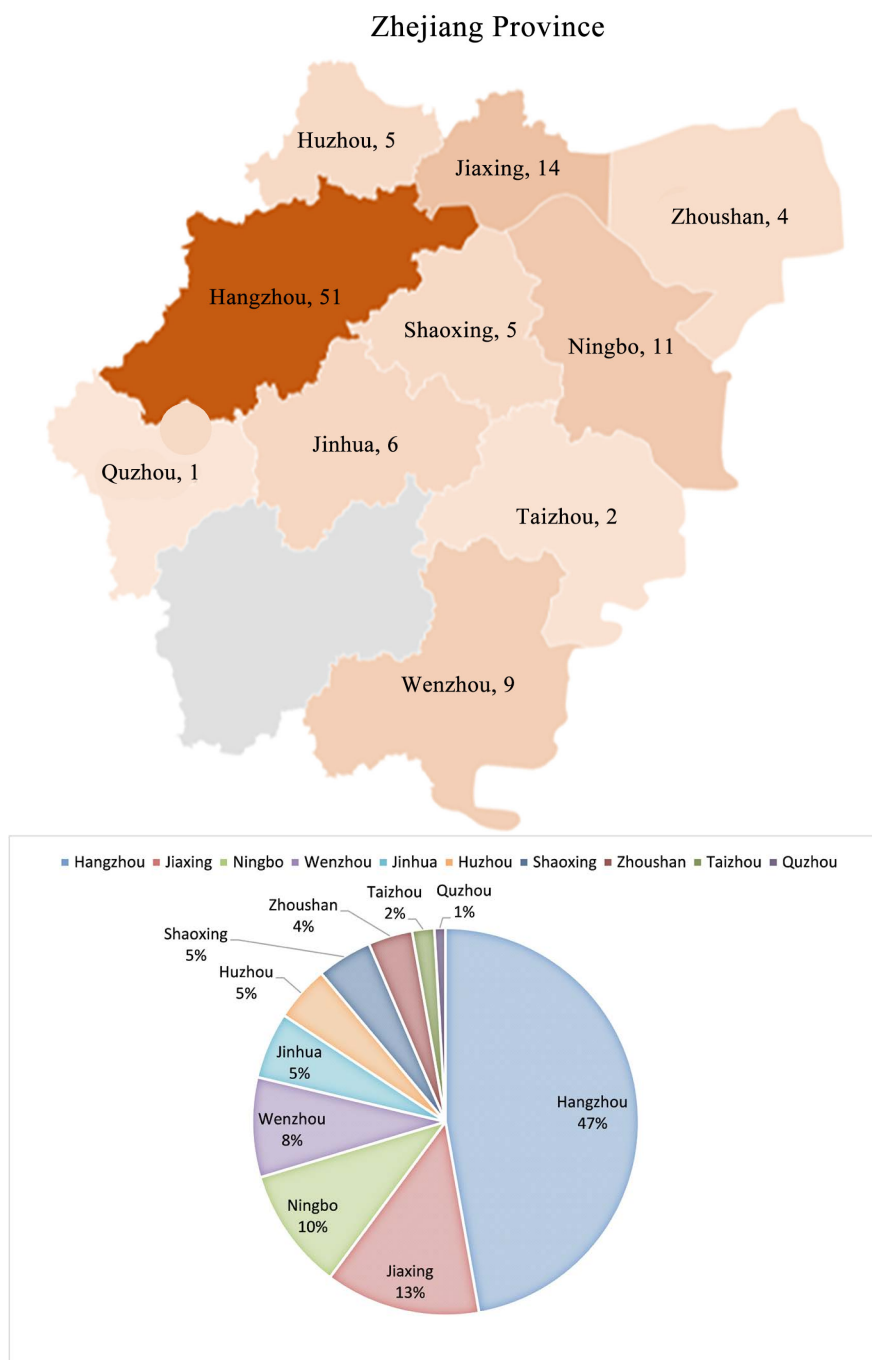 Zhejiang Province
Huzhou, 5
Jiaxing, 14
Zhoushan, 4
Hangzhou, 51
Shaoxing, 5
Ningbo, 11
Jinhua, 6
Quzhou, 1
Taizhou, 2
Wenzhou, 9
Hangzhou Jiaxing Ningbo Wenzhou Jinhua Huzhou Shaoxing Zhoushan Taizhou Quzhou
Quzhou
1%
Taizhou
2%
Zhoushan
4%
Shaoxing
5%
Huzhou
5%
Jinhua
5%
Wenzhou
8%
Ningbo
10%
Jiaxing
13%
Hangzhou
47%